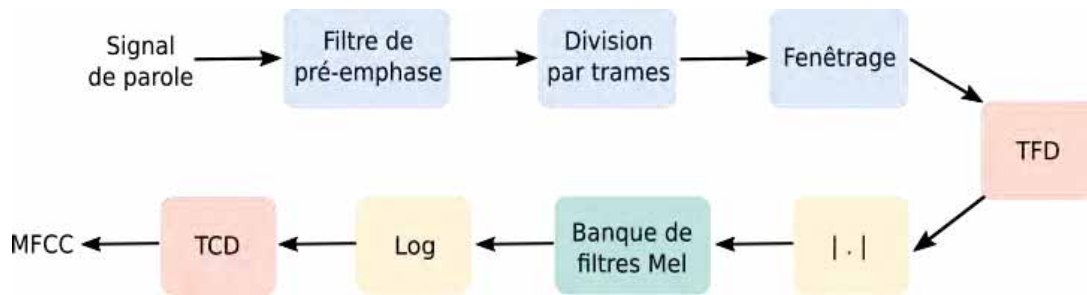 Signal
de parole
Filtre de
pré-emphase
Division
par trames
Fenêtrage
TFD
| . |
Banque de
filtres Mel
Log
TCD
MFCC